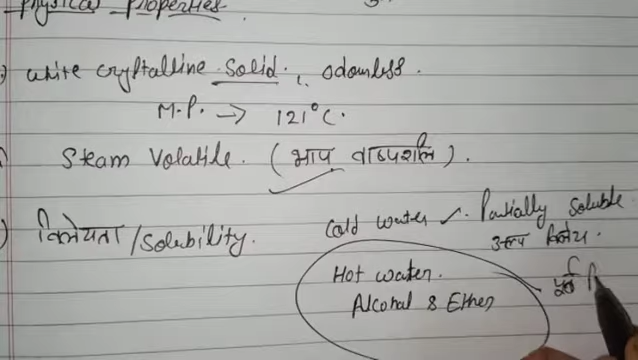 Physical Properties.
white crystalline solid, odourless.
M.P. → 121°C.
Steam Volatile. (भाप वाष्पशील).
विलेयता/Solubility.
Cold water ✓. Partially soluble
अल्प विलेय.
Hot water.
Alcohal & Ether